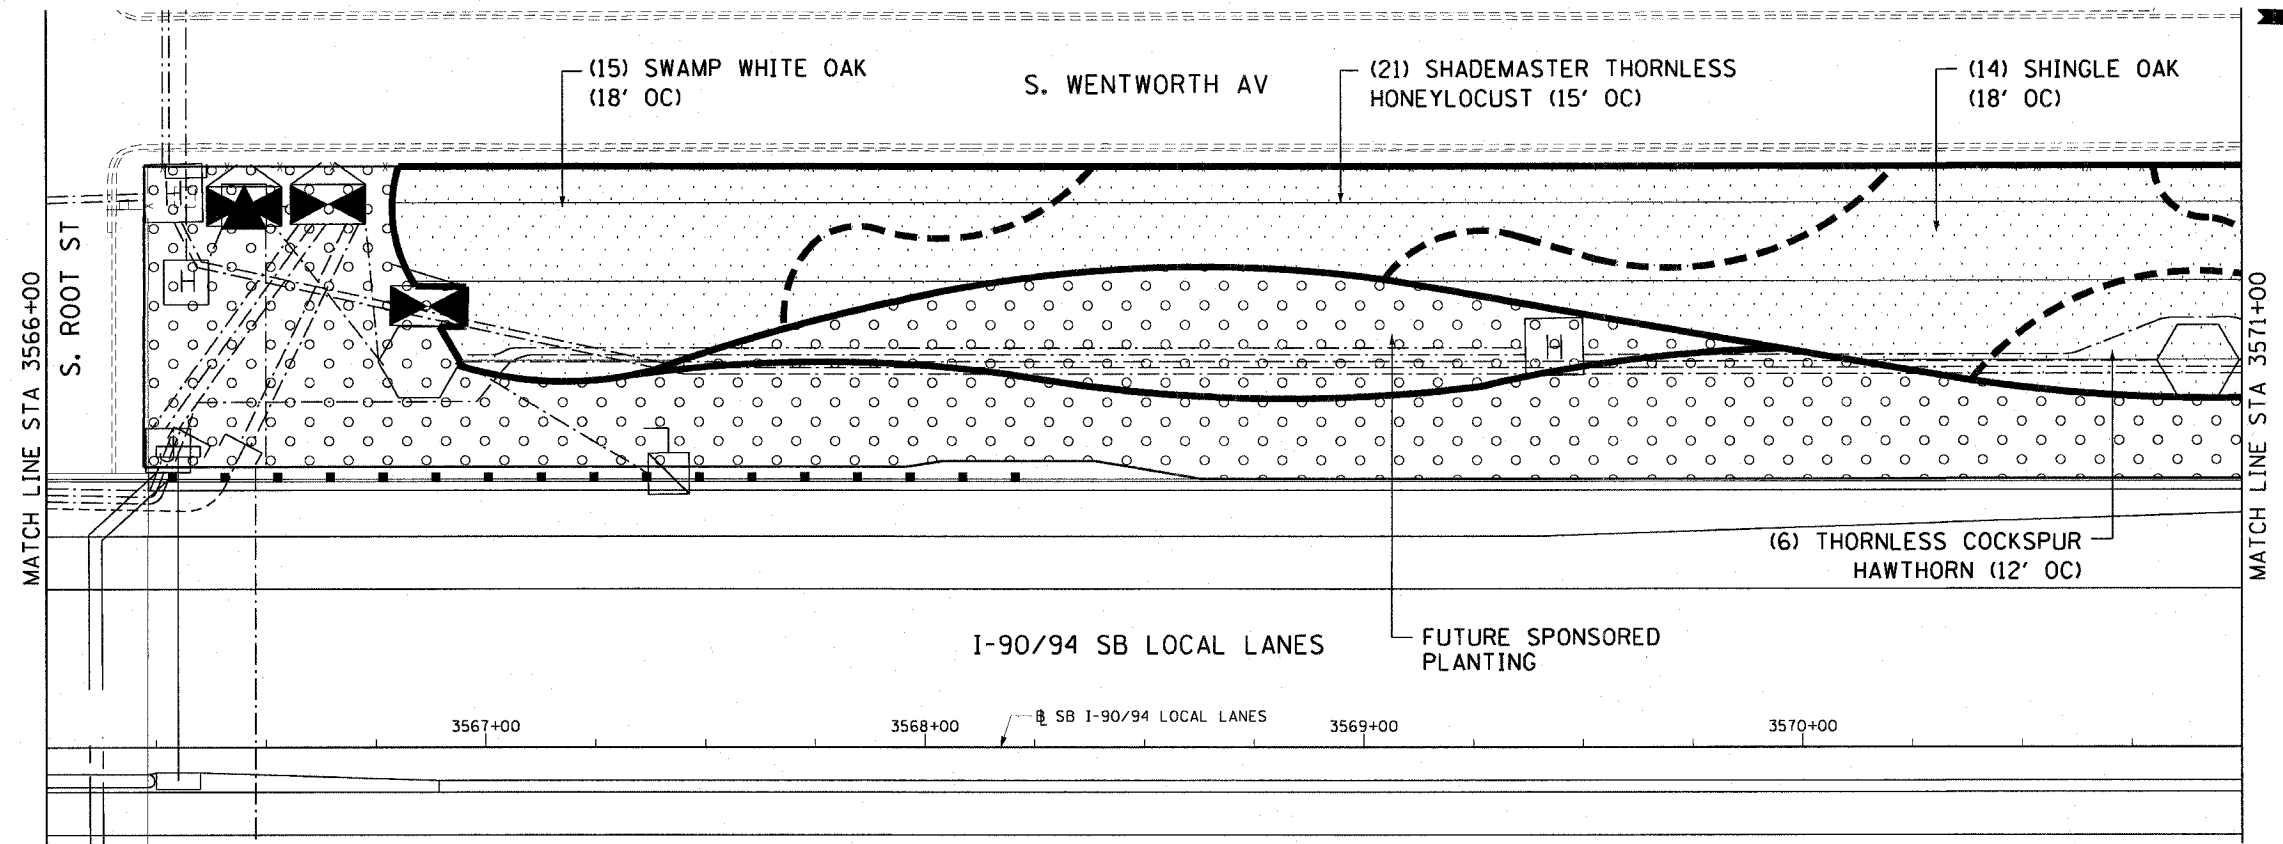 (15) SWAMP WHITE OAK
(18' OC)
S. WENTWORTH AV
(21) SHADEMASTER THORNLESS
HONEYLOCUST (15' OC)
(14) SHINGLE OAK
(18' OC)
MATCH LINE STA 3566+00
S. ROOT ST
H
H
H
MATCH LINE STA 3571+00
(6) THORNLESS COCKSPUR
HAWTHORN (12' OC)
I-90/94 SB LOCAL LANES
FUTURE SPONSORED
PLANTING
3567+00
3568+00
℄ SB I-90/94 LOCAL LANES
3569+00
3570+00